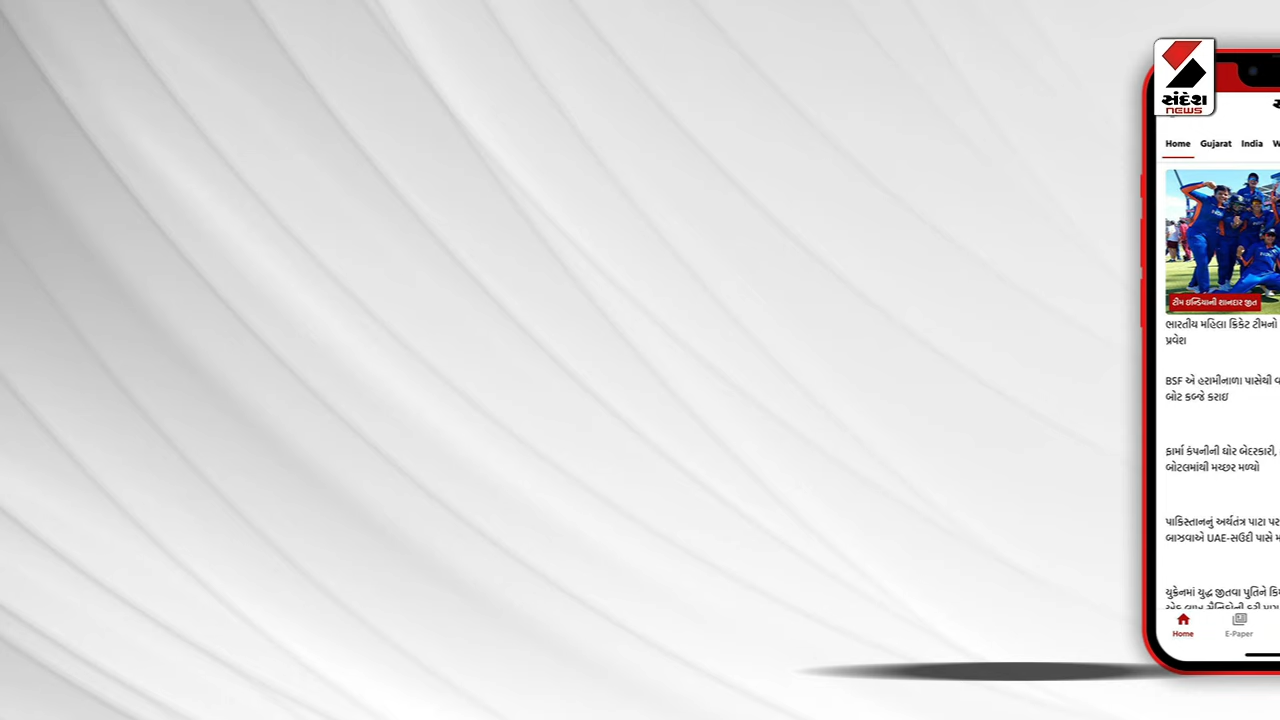 સંદેશ
NEWS
Home Gujarat India
ટીમ ઇન્ડિયાની શાનદાર જીત
ભારતીય મહિલા ક્રિકેટ ટીમનો
પ્રવેશ
BSF એ હરામીનાળા પાસેથી
બોટ કબ્જે કરાઇ
ફાર્મા કંપનીની ઘોર બેદરકારી,
બોટલમાંથી મચ્છર મળ્યો
પાકિસ્તાનનું અર્થતંત્ર પાટા પર
બાઝવાએ UAE-સઉદી પાસે
યુક્રેનમાં યુદ્ધ જીતવા પુતિને
Home E-Paper